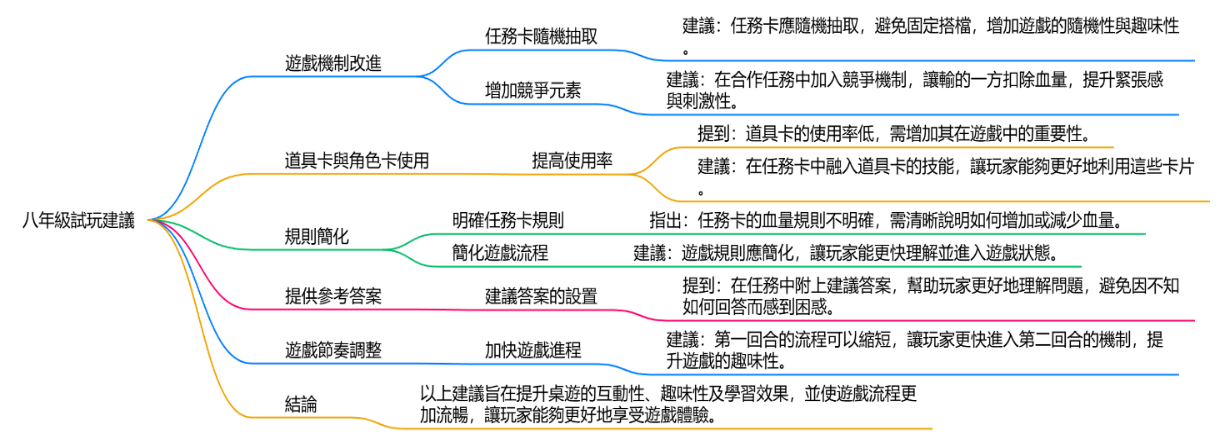 八年級試玩建議
遊戲機制改進
任務卡隨機抽取
建議：任務卡應隨機抽取，避免固定搭檔，增加遊戲的隨機性與趣味性
。
增加競爭元素
建議：在合作任務中加入競爭機制，讓輸的一方扣除血量，提升緊張感
與刺激性。
道具卡與角色卡使用
提高使用率
提到：道具卡的使用率低，需增加其在遊戲中的重要性。
建議：在任務卡中融入道具卡的技能，讓玩家能夠更好地利用這些卡片
。
規則簡化
明確任務卡規則
指出：任務卡的血量規則不明確，需清晰說明如何增加或減少血量。
簡化遊戲流程
建議：遊戲規則應簡化，讓玩家能更快理解並進入遊戲狀態。
提供參考答案
建議答案的設置
提到：在任務中附上建議答案，幫助玩家更好地理解問題，避免因不知
如何回答而感到困惑。
遊戲節奏調整
加快遊戲進程
建議：第一回合的流程可以縮短，讓玩家更快進入第二回合的機制，提
升遊戲的趣味性。
結論
以上建議旨在提升桌遊的互動性、趣味性及學習效果，並使遊戲流程更
加流暢，讓玩家能夠更好地享受遊戲體驗。